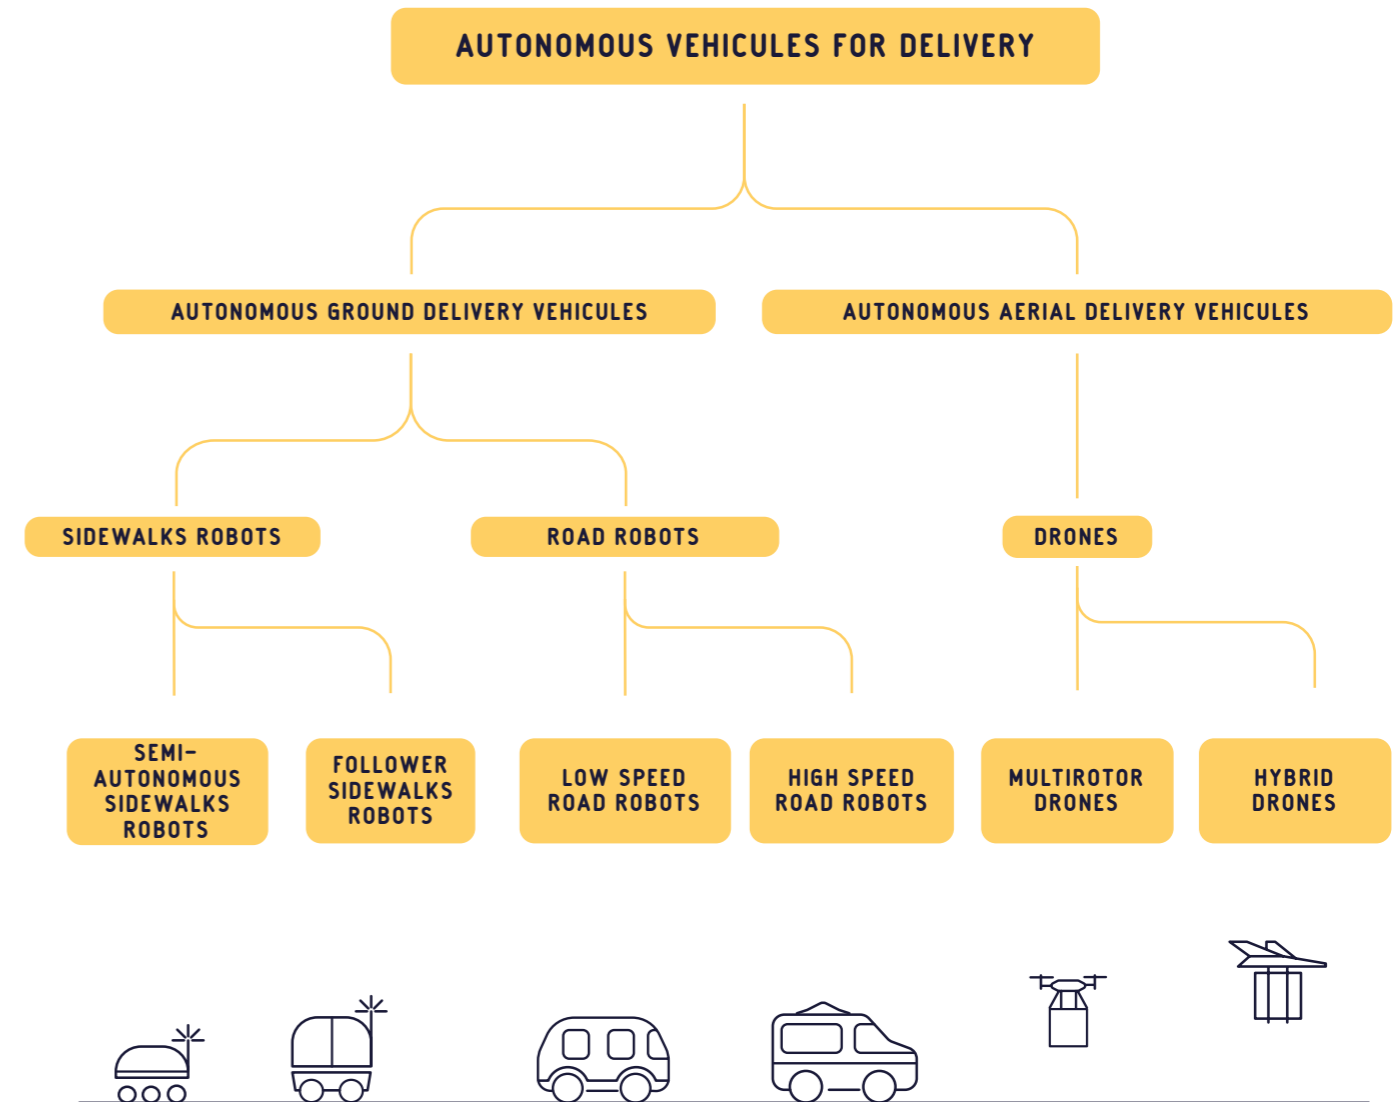 AUTONOMOUS VEHICULES FOR DELIVERY
AUTONOMOUS GROUND DELIVERY VEHICULES
AUTONOMOUS AERIAL DELIVERY VEHICULES
SIDEWALKS ROBOTS
ROAD ROBOTS
DRONES
SEMI-
AUTONOMOUS
SIDEWALKS
ROBOTS
FOLLOWER
SIDEWALKS
ROBOTS
LOW SPEED
ROAD ROBOTS
HIGH SPEED
ROAD ROBOTS
MULTIROTOR
DRONES
HYBRID
DRONES